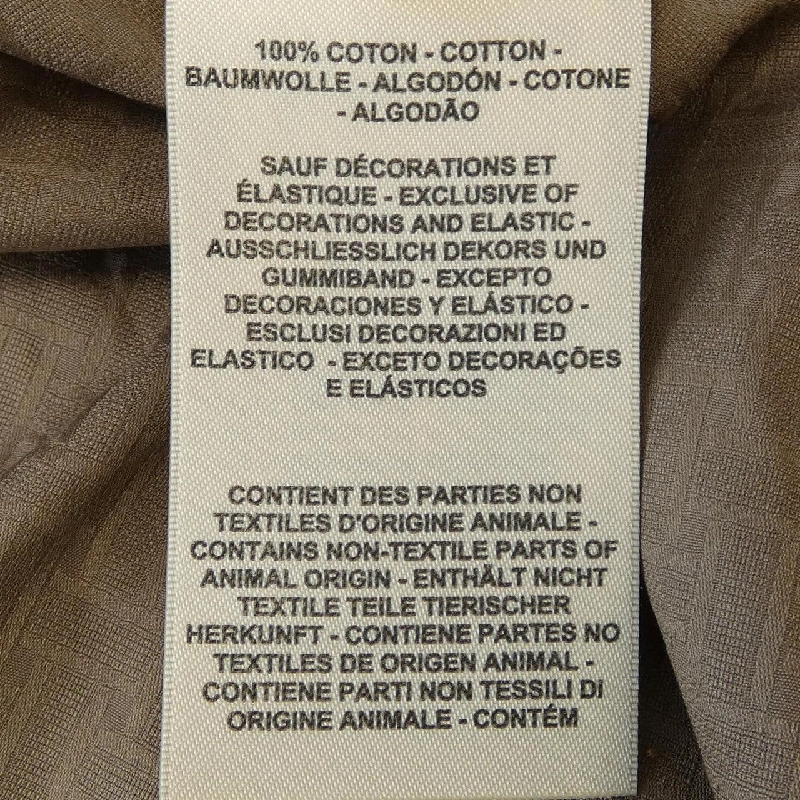 100% COTON - COTTON -
BAUMWOLLE - ALGODÓN - COTONE
- ALGODÃO
SAUF DÉCORATIONS ET
ÉLASTIQUE - EXCLUSIVE OF
DECORATIONS AND ELASTIC -
AUSSCHLIESSLICH DEKORS UND
GUMMIBAND - EXCEPTO
DECORACIONES Y ELÁSTICO -
ESCLUSI DECORAZIONI ED
ELASTICO - EXCETO DECORAÇÕES
E ELÁSTICOS
CONTIENT DES PARTIES NON
TEXTILES D'ORIGINE ANIMALE -
CONTAINS NON-TEXTILE PARTS OF
ANIMAL ORIGIN - ENTHÄLT NICHT
TEXTILE TEILE TIERISCHER
HERKUNFT - CONTIENE PARTES NO
TEXTILES DE ORIGEN ANIMAL -
CONTIENE PARTI NON TESSILI DI
ORIGINE ANIMALE - CONTÉM